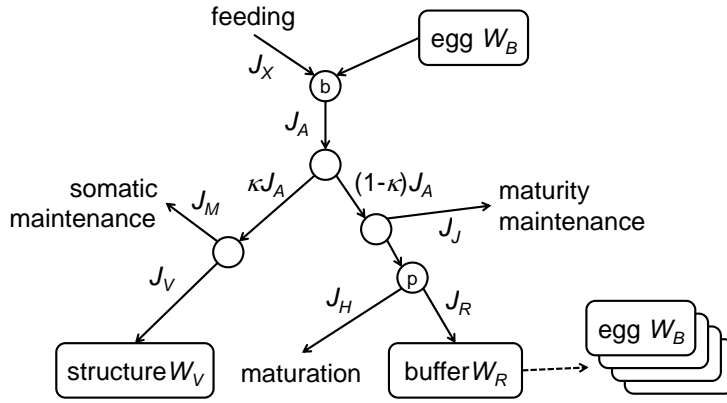 feeding
egg W_B
J_X
b
J_A
κJ_A
(1-κ)J_A
somatic
maintenance
J_M
maturity
maintenance
J_J
p
J_V
J_H
J_R
structure W_V
maturation
buffer W_R
egg W_B